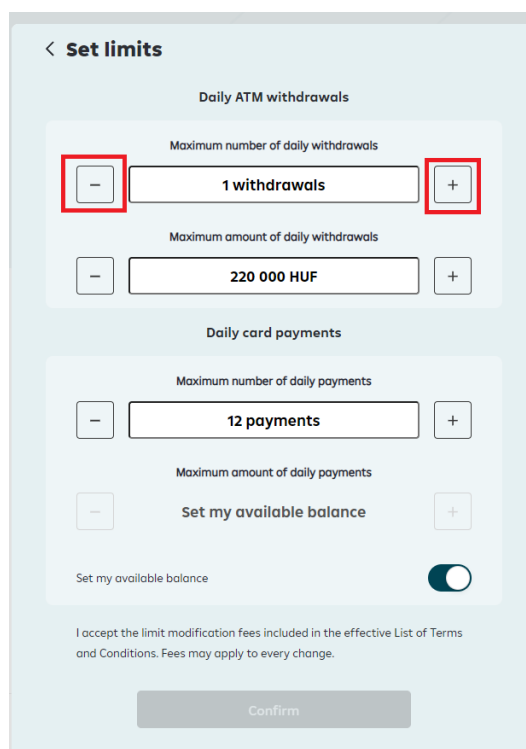 < Set limits
Daily ATM withdrawals
Maximum number of daily withdrawals
− 1 withdrawals +
Maximum amount of daily withdrawals
− 220 000 HUF +
Daily card payments
Maximum number of daily payments
− 12 payments +
Maximum amount of daily payments
− Set my available balance +
Set my available balance
I accept the limit modification fees included in the effective List of Terms
and Conditions. Fees may apply to every change.
Confirm